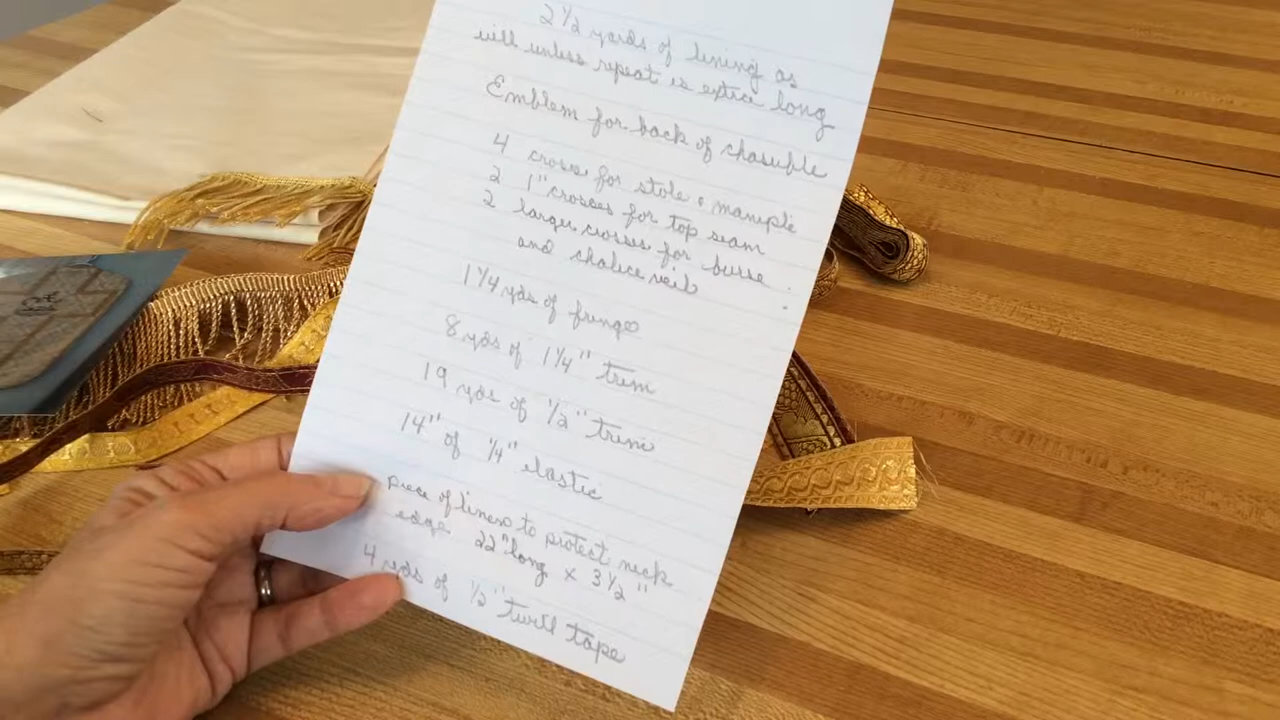 2 1/2 yards of lining as
will unless repeat is extra long
Emblem for back of chasuble
4 crosses for stole & maniple
2 1" crosses for top seam
2 larger crosses for burse
and chalice veil
1 1/4 yds of fringe
8 yds of 1 1/4" trim
19 yds of 1/2" trim
14" of 1/4" elastic
piece of linen to protect neck
edge 22" long x 3 1/2"
4 yds of 1/2" twill tape